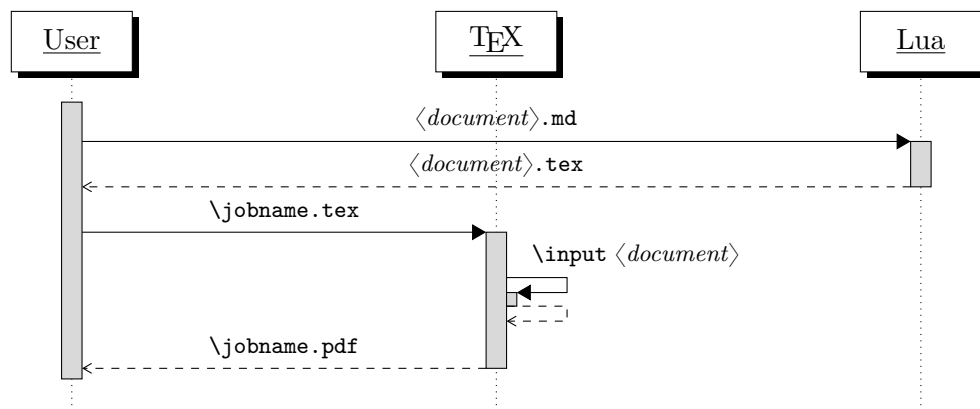 User TEX Lua
⟨document⟩.md
⟨document⟩.tex
\jobname.tex
\input ⟨document⟩
\jobname.pdf